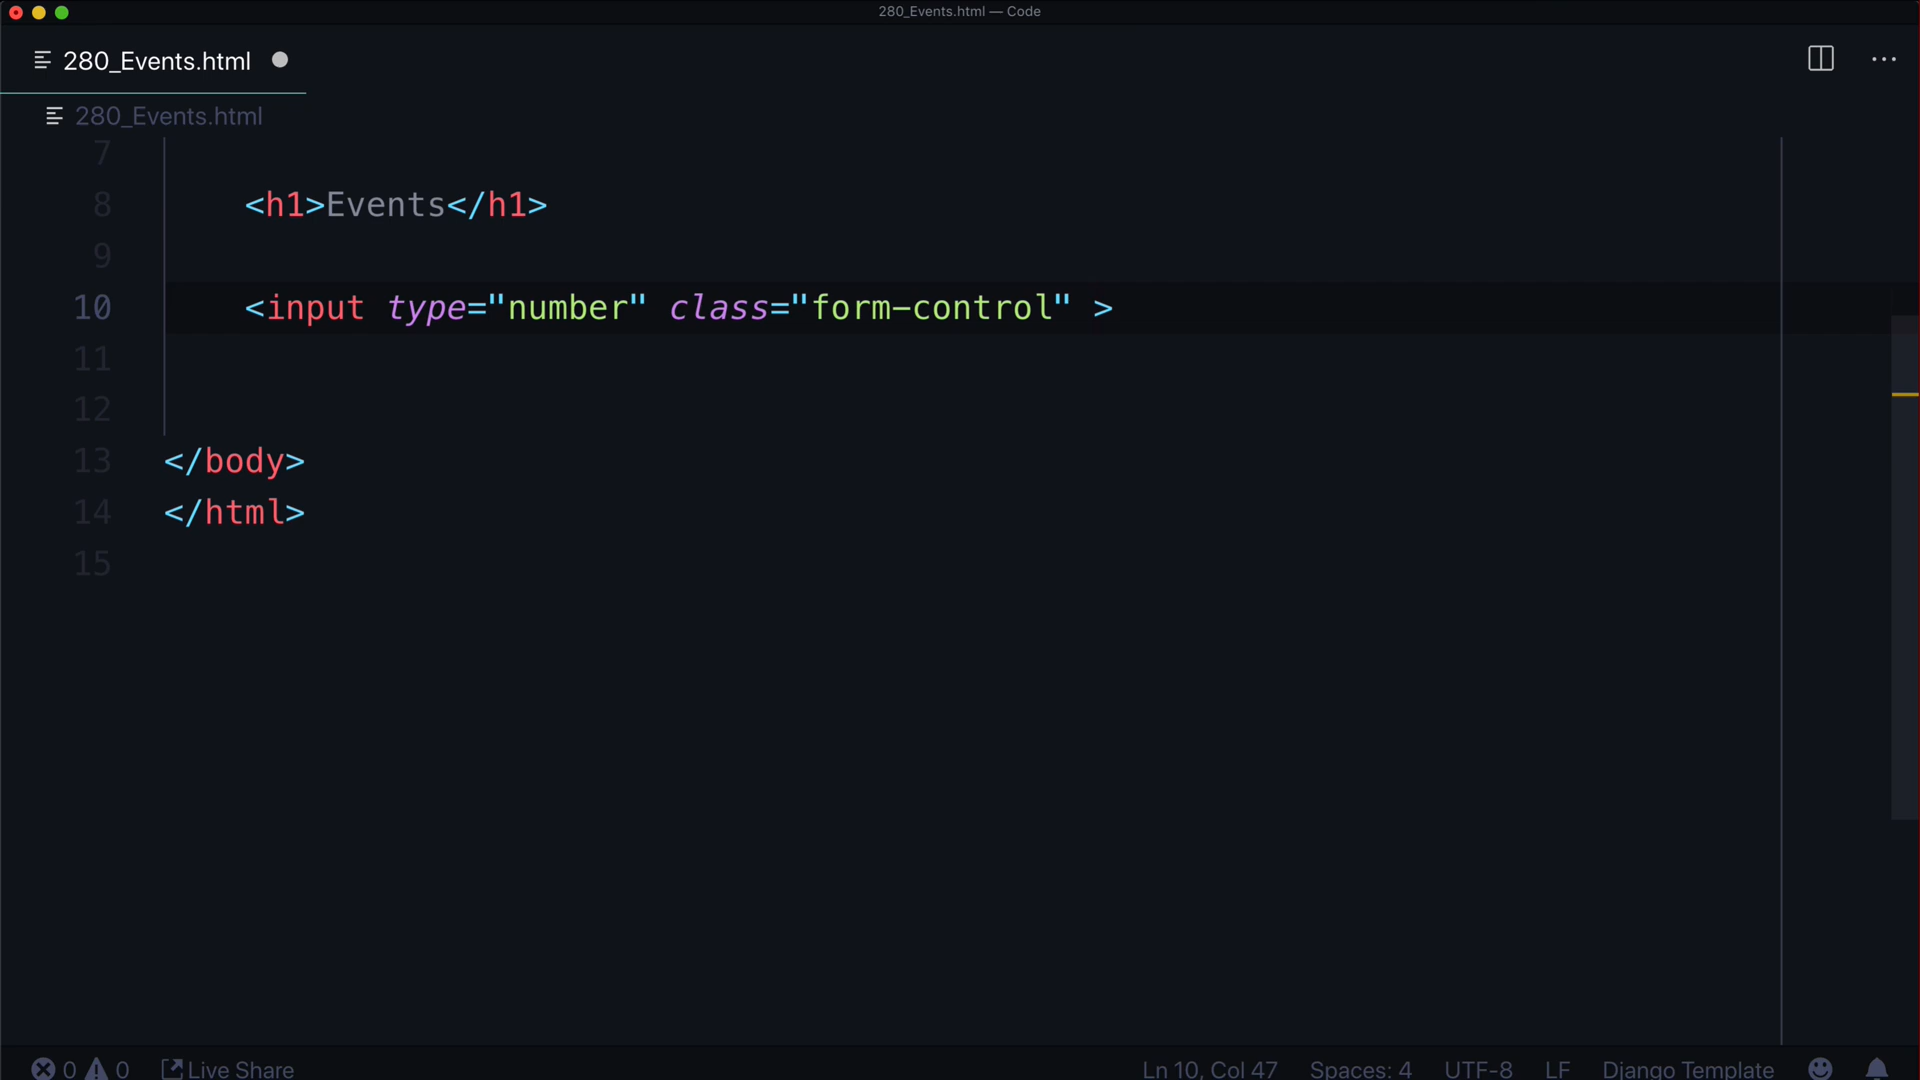 280_Events.html — Code
280_Events.html
280_Events.html
7
8 <h1>Events</h1>
9
10 <input type="number" class="form-control" >
11
12
13 </body>
14 </html>
15
0 0 Live Share Ln 10, Col 47 Spaces: 4 UTF-8 LF Django Template